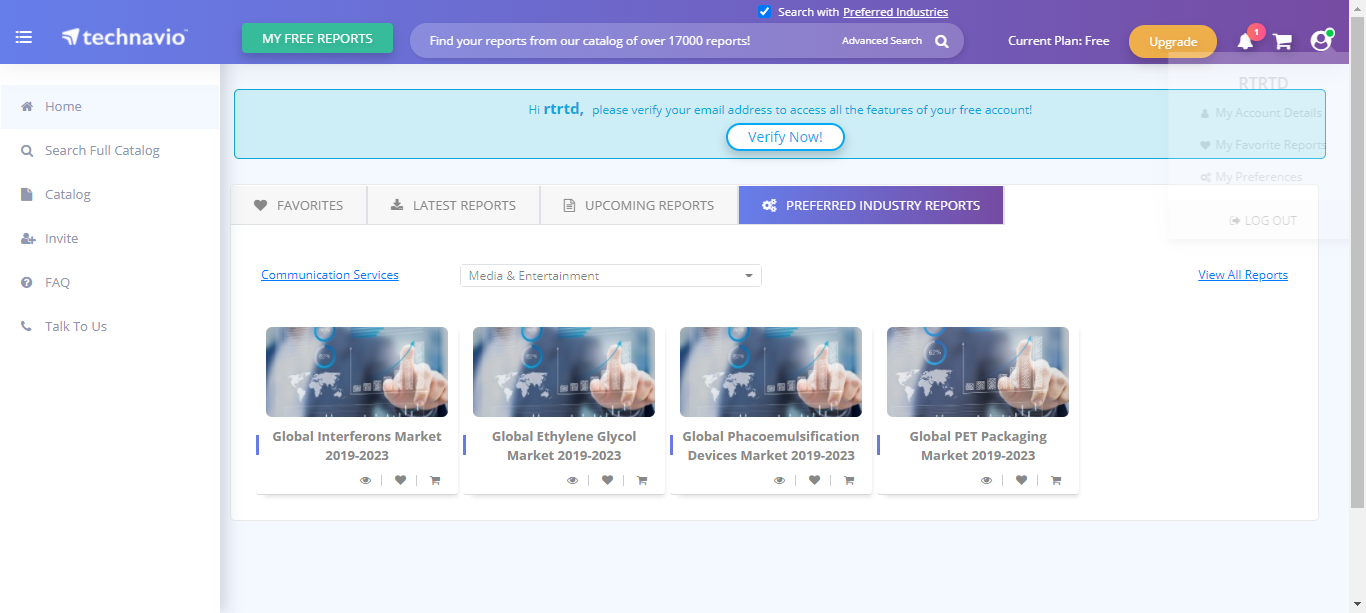 Search with Preferred Industries
technavio
MY FREE REPORTS
Find your reports from our catalog of over 17000 reports!
Advanced Search
Current Plan: Free
Upgrade
1
RTRTD
My Account Details
My Favorite Reports
My Preferences
LOG OUT
Home
Search Full Catalog
Catalog
Invite
FAQ
Talk To Us
Hi rtrtd, please verify your email address to access all the features of your free account!
Verify Now!
FAVORITES
LATEST REPORTS
UPCOMING REPORTS
PREFERRED INDUSTRY REPORTS
Communication Services
Media & Entertainment
View All Reports
Global Interferons Market
2019-2023
Global Ethylene Glycol
Market 2019-2023
Global Phacoemulsification
Devices Market 2019-2023
62%
Global PET Packaging
Market 2019-2023